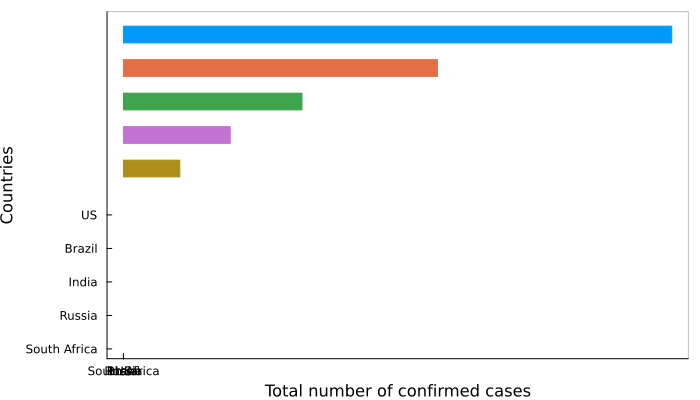 Countries
US
Brazil
India
Russia
South Africa
Total number of confirmed cases